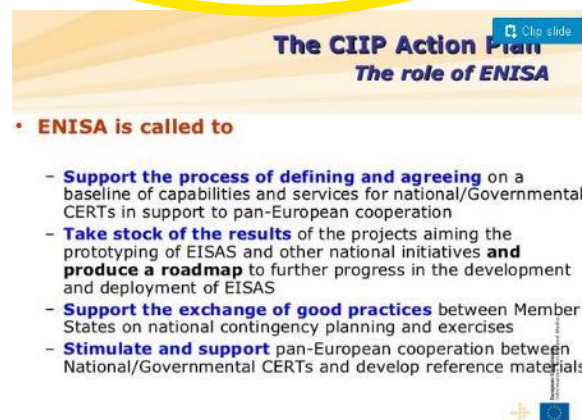 The CIIP Action Plan
Clip slide
The role of ENISA
• ENISA is called to
– Support the process of defining and agreeing on a
baseline of capabilities and services for national/Governmental
CERTs in support to pan-European cooperation
– Take stock of the results of the projects aiming the
prototyping of EISAS and other national initiatives and
produce a roadmap to further progress in the development
and deployment of EISAS
– Support the exchange of good practices between Member
States on national contingency planning and exercises
– Stimulate and support pan-European cooperation between
National/Governmental CERTs and develop reference materials